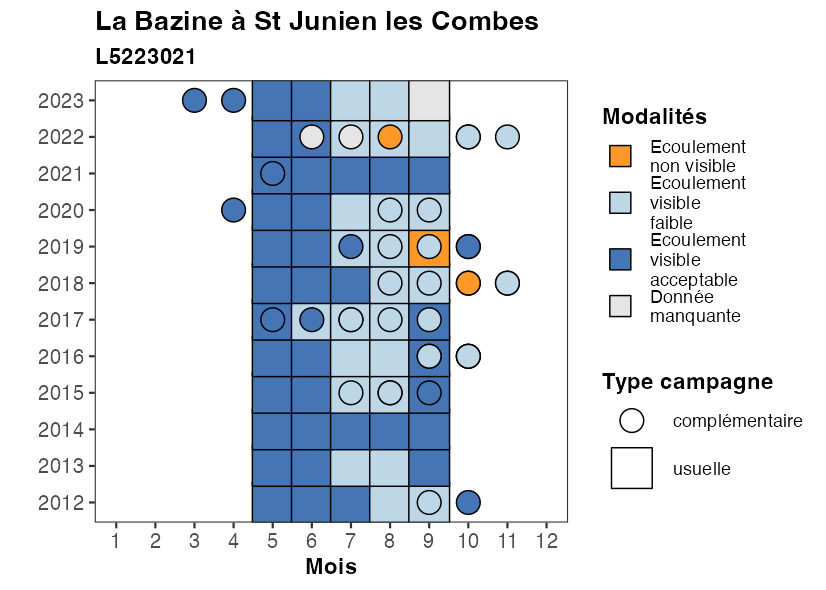 La Bazine à St Junien les Combes
L5223021
2023
2022
2021
2020
2019
2018
2017
2016
2015
2014
2013
2012
1 2 3 4 5 6 7 8 9 10 11 12
Mois
Modalités
Ecoulement
non visible
Ecoulement
visible
faible
Ecoulement
visible
acceptable
Donnée
manquante
Type campagne
complémentaire
usuelle